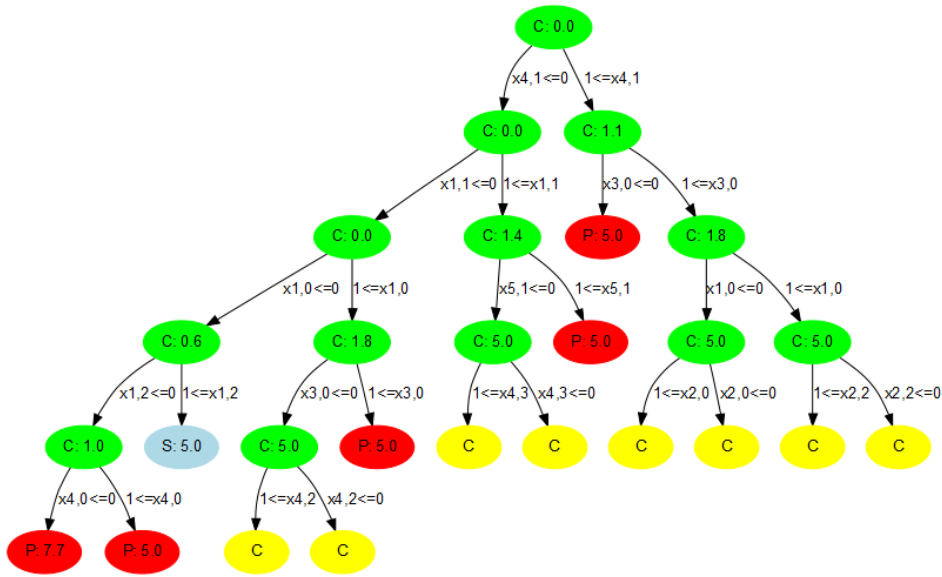 C: 0.0
x4,1<=0 1<=x4,1
C: 0.0 C: 1.1
x1,1<=0 1<=x1,1 x3,0<=0 1<=x3,0
C: 0.0 C: 1.4 P: 5.0 C: 1.8
x1,0<=0 1<=x1,0 x5,1<=0 1<=x5,1 x1,0<=0 1<=x1,0
C: 0.6 C: 1.8 C: 5.0 P: 5.0 C: 5.0 C: 5.0
x1,2<=0 1<=x1,2 x3,0<=0 1<=x3,0 1<=x4,3 x4,3<=0 1<=x2,0 x2,0<=0 1<=x2,2 x2,2<=0
C: 1.0 S: 5.0 C: 5.0 P: 5.0 C C C C C C
x4,0<=0 1<=x4,0 1<=x4,2 x4,2<=0
P: 7.7 P: 5.0 C C